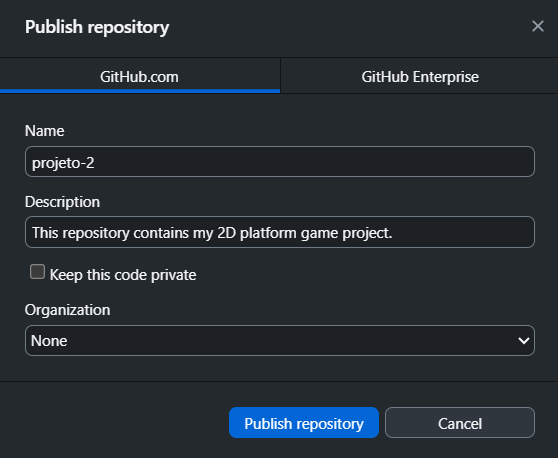 Publish repository
GitHub.com
GitHub Enterprise
Name
projeto-2
Description
This repository contains my 2D platform game project.
Keep this code private
Organization
None
Publish repository
Cancel